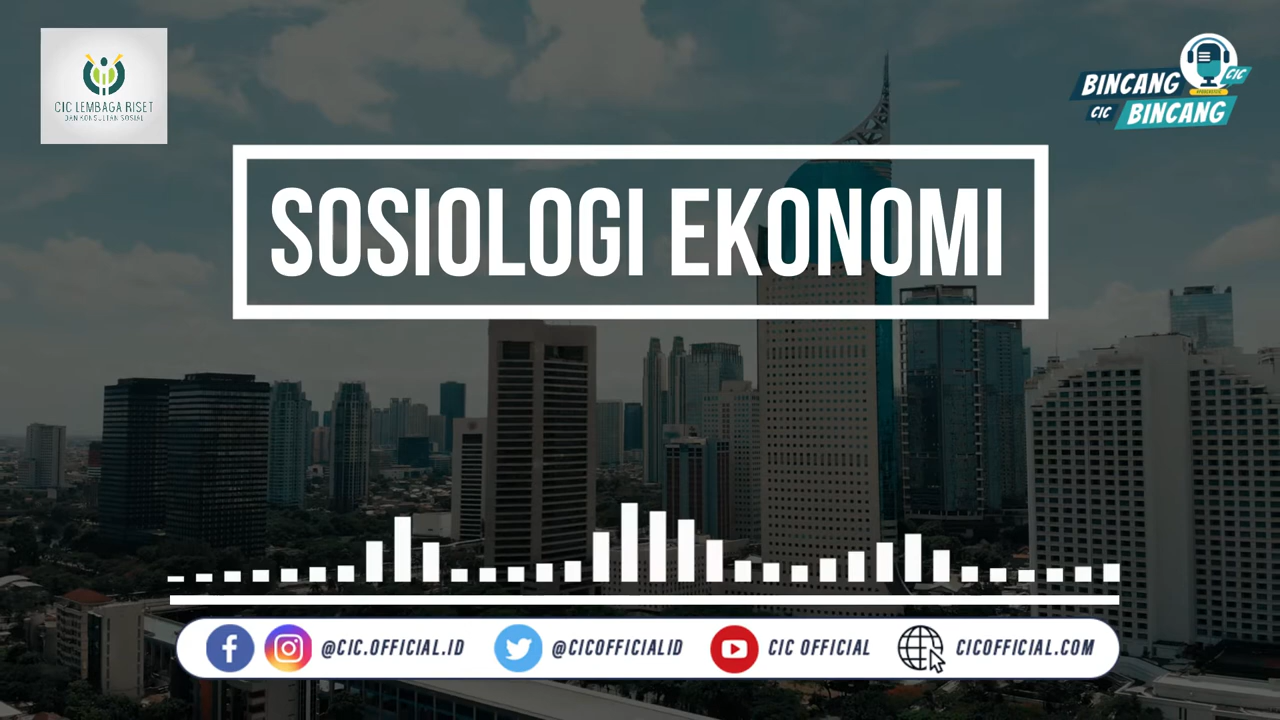 CIC LEMBAGA RISET
DAN KONSULTAN SOSIAL
BINCANG CIC
CIC BINCANG
SOSIOLOGI EKONOMI
@CIC.OFFICIAL.ID
@CICOFFICIALID
CIC OFFICIAL
CICOFFICIAL.COM